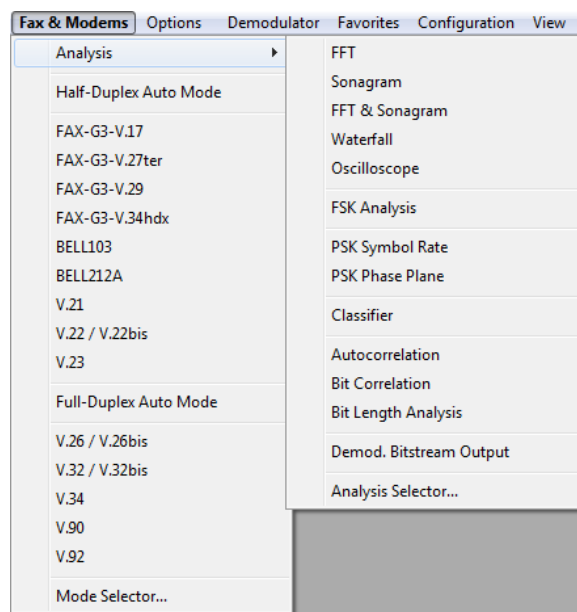 Fax & Modems Options Demodulator Favorites Configuration View
Analysis
Half-Duplex Auto Mode
FAX-G3-V.17
FAX-G3-V.27ter
FAX-G3-V.29
FAX-G3-V.34hdx
BELL103
BELL212A
V.21
V.22 / V.22bis
V.23
Full-Duplex Auto Mode
V.26 / V.26bis
V.32 / V.32bis
V.34
V.90
V.92
Mode Selector...
FFT
Sonagram
FFT & Sonagram
Waterfall
Oscilloscope
FSK Analysis
PSK Symbol Rate
PSK Phase Plane
Classifier
Autocorrelation
Bit Correlation
Bit Length Analysis
Demod. Bitstream Output
Analysis Selector...